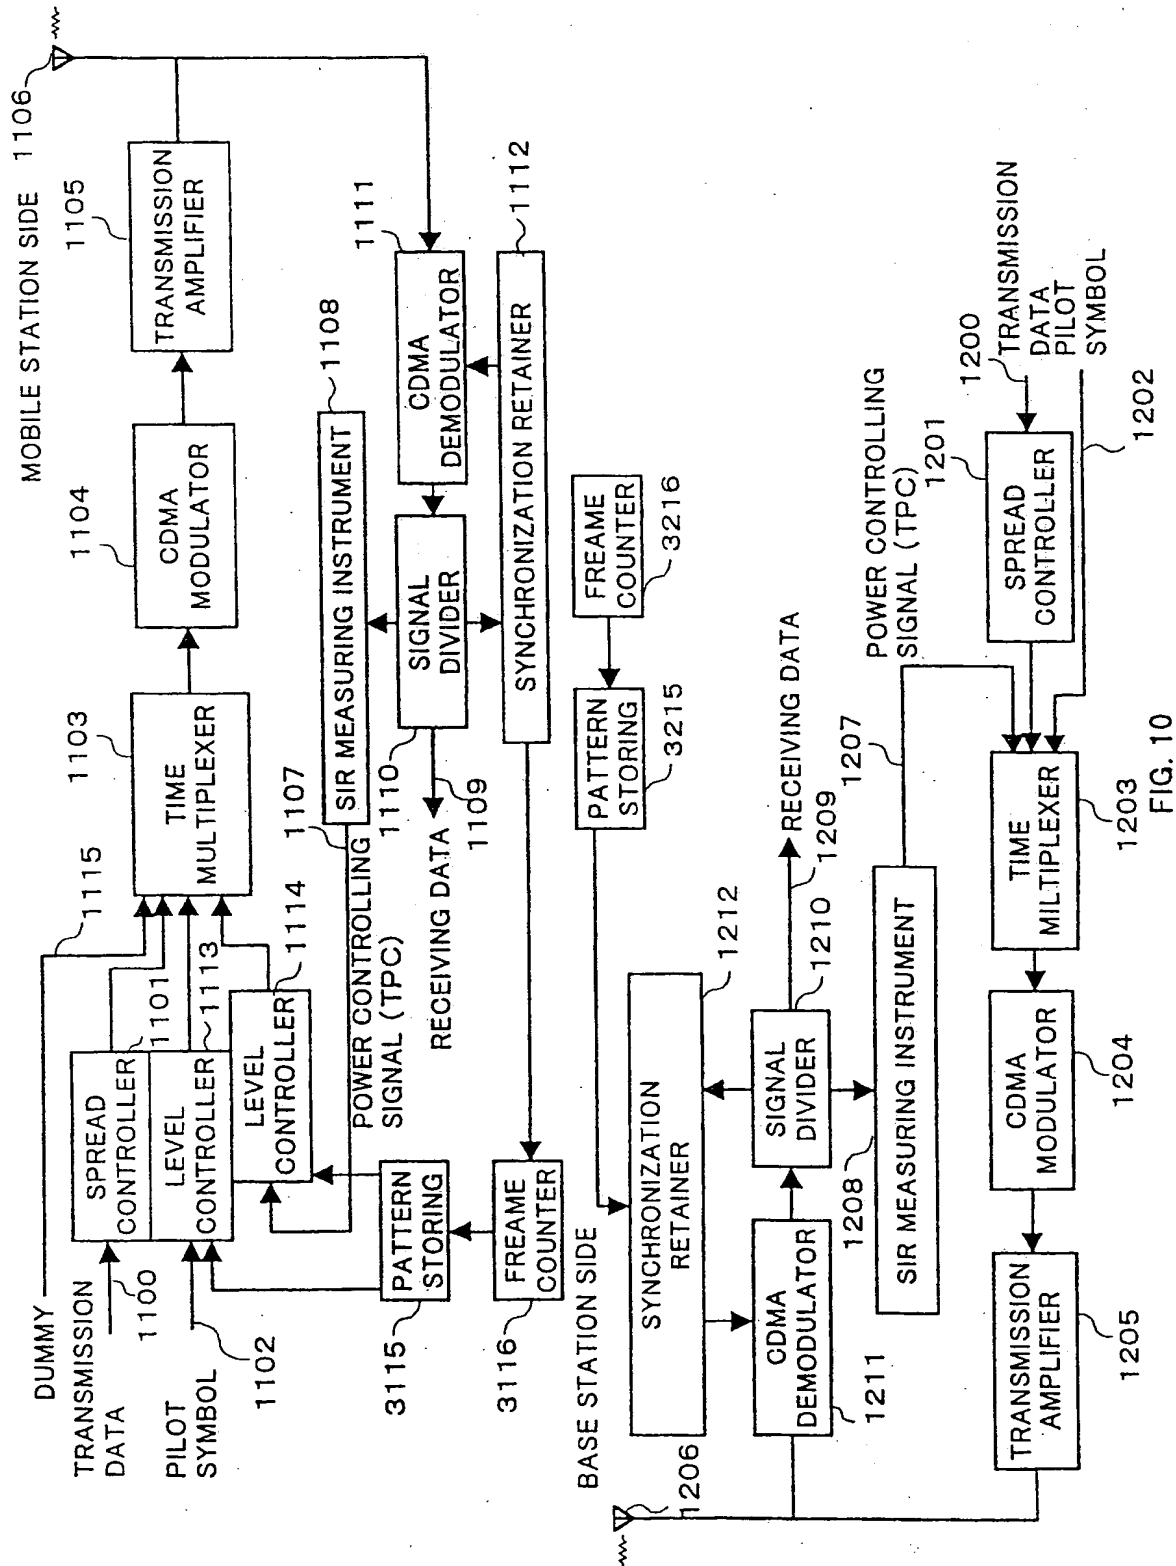 MOBILE STATION SIDE 1106
DUMMY
1115
TRANSMISSION
DATA
1100
SPREAD
CONTROLLER
1101
PILOT
SYMBOL
1102
LEVEL
CONTROLLER
1113
LEVEL
CONTROLLER
1114
TIME
MULTIPLEXER
1103
CDMA
MODULATOR
1104
TRANSMISSION
AMPLIFIER
1105
SIR MEASURING INSTRUMENT
1108
1107
POWER CONTROLLING
SIGNAL (TPC)
SIGNAL
DIVIDER
1110
1109
RECEIVING DATA
CDMA
DEMODULATOR
1111
SYNCHRONIZATION RETAINER
1112
PATTERN
STORING
3115
FREAME
COUNTER
3116
BASE STATION SIDE
1206
PATTERN
STORING
3215
FREAME
COUNTER
3216
SYNCHRONIZATION
RETAINER
1212
CDMA
DEMODULATOR
1211
SIGNAL
DIVIDER
1210
1209
RECEIVING DATA
SIR MEASURING INSTRUMENT
1208
1207
POWER CONTROLLING
SIGNAL (TPC)
TRANSMISSION
AMPLIFIER
1205
CDMA
MODULATOR
1204
TIME
MILTIPLEXER
1203
SPREAD
CONTROLLER
1201
1200
TRANSMISSION
DATA
PILOT
SYMBOL
1202
FIG. 10